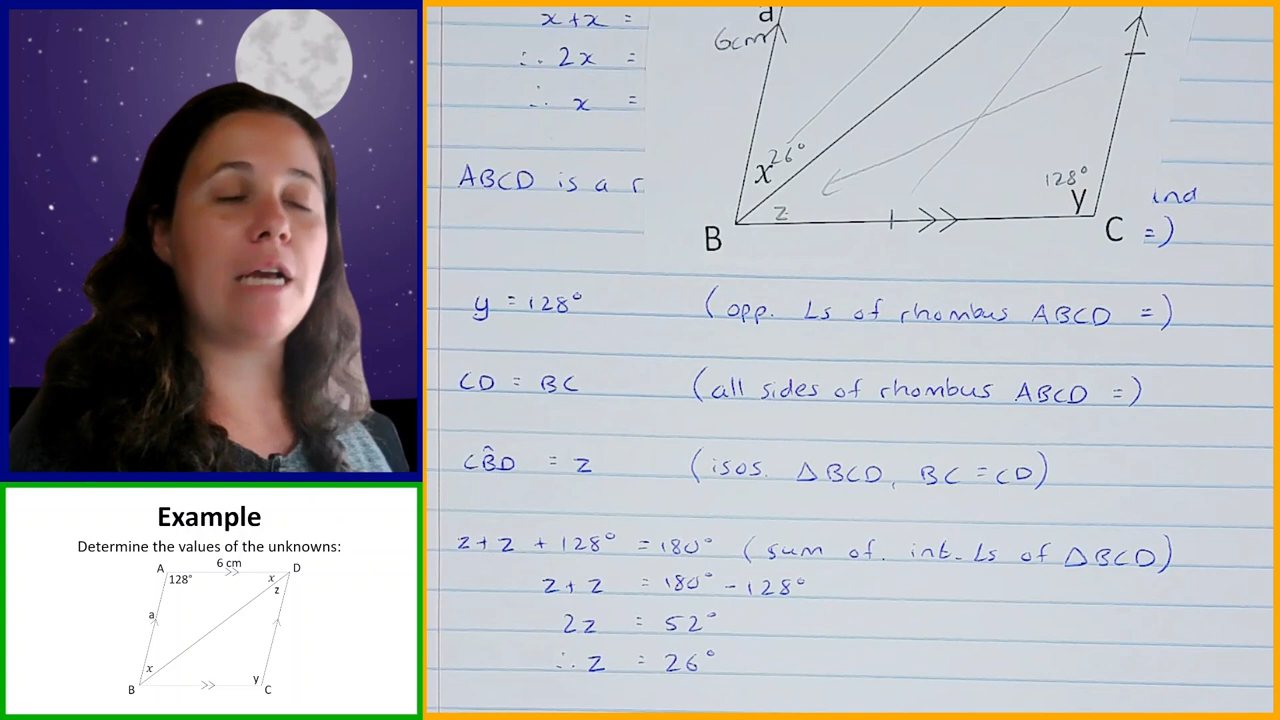 x + x =
∴ 2x =
∴ x =
a
6cm
26°
x
z
128°
y
B
C
ABCD is a r
ind
=)
y = 128° (opp. ∠s of rhombus ABCD =)
CD = BC (all sides of rhombus ABCD =)
CB̂D = z (isos. ΔBCD, BC = CD)
z + z + 128° = 180° (sum of. int. ∠s of ΔBCD)
z + z = 180° - 128°
2z = 52°
∴ z = 26°
Example
Determine the values of the unknowns:
6 cm
A
128°
x
D
z
a
x
y
B
C